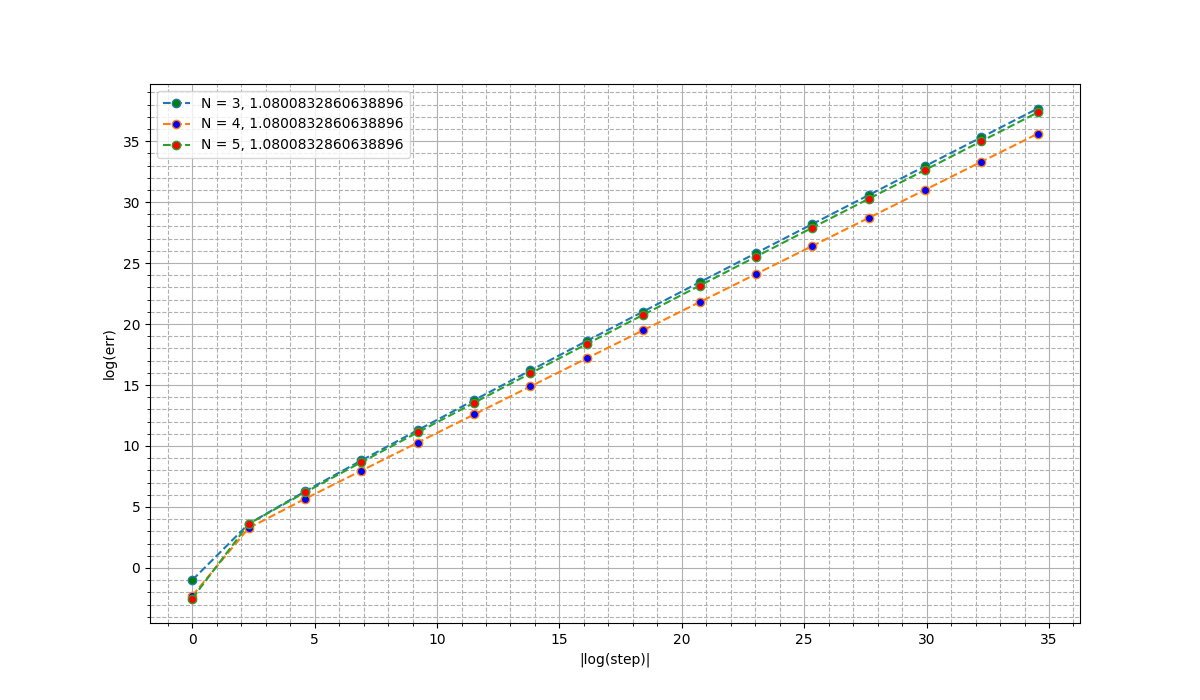 N = 3, 1.0800832860638896
N = 4, 1.0800832860638896
N = 5, 1.0800832860638896
log(err)
35
30
25
20
15
10
5
0
0 5 10 15 20 25 30 35
|log(step)|